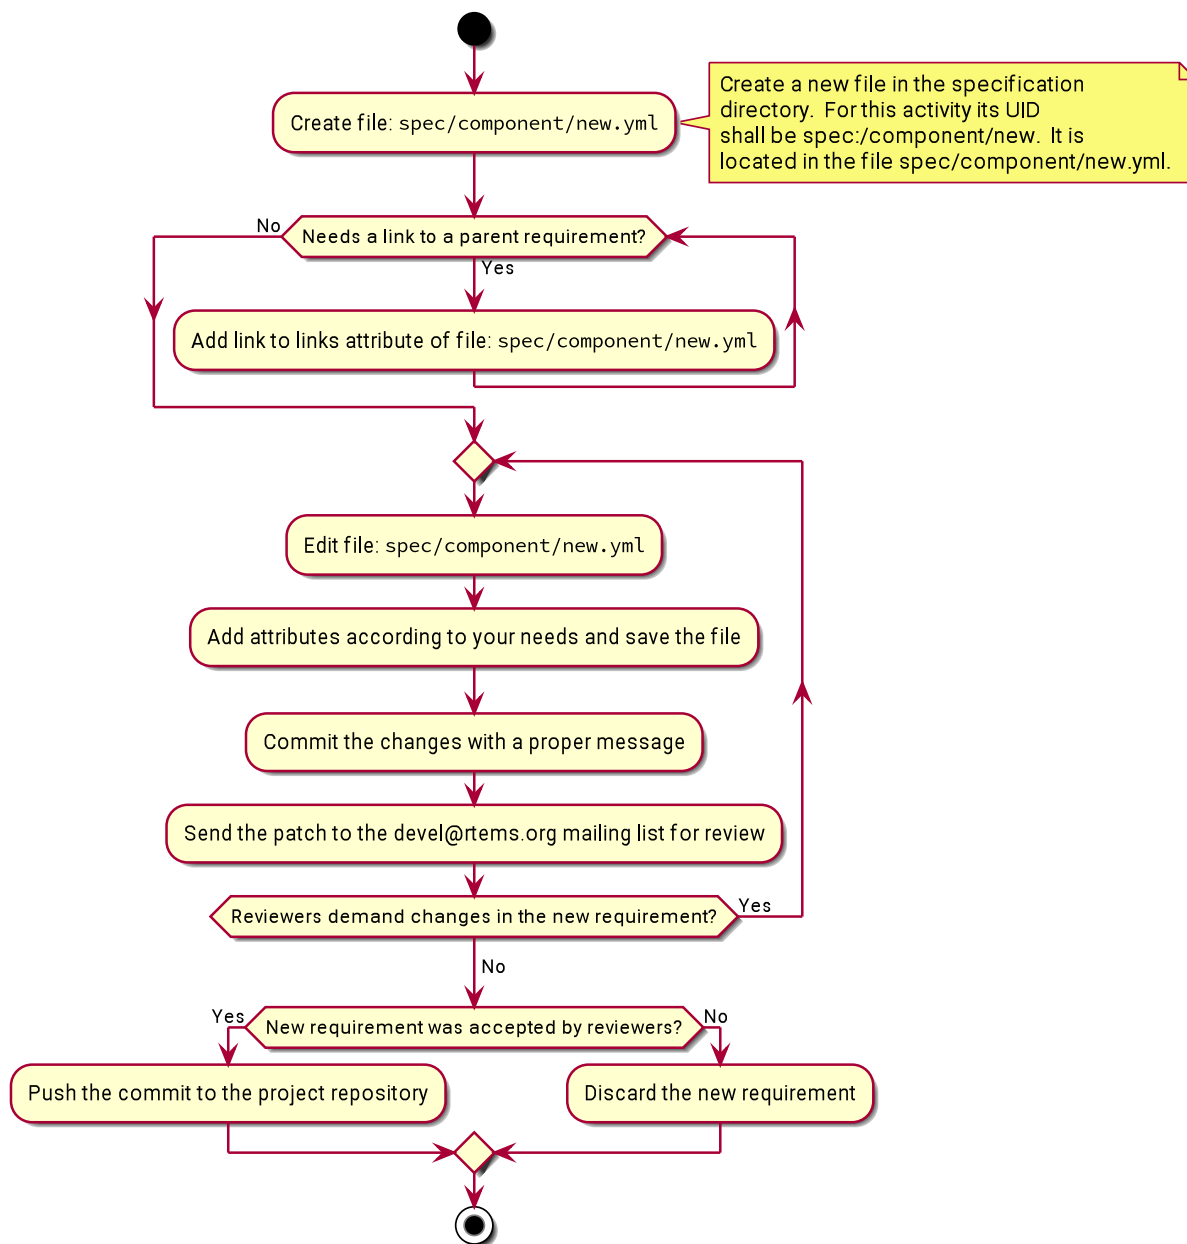 Create file: spec/component/new.yml
Create a new file in the specification
directory.  For this activity its UID
shall be spec:/component/new.  It is
located in the file spec/component/new.yml.
No
Needs a link to a parent requirement?
Yes
Add link to links attribute of file: spec/component/new.yml
Edit file: spec/component/new.yml
Add attributes according to your needs and save the file
Commit the changes with a proper message
Send the patch to the devel@rtems.org mailing list for review
Reviewers demand changes in the new requirement?
Yes
No
Yes
New requirement was accepted by reviewers?
No
Push the commit to the project repository
Discard the new requirement